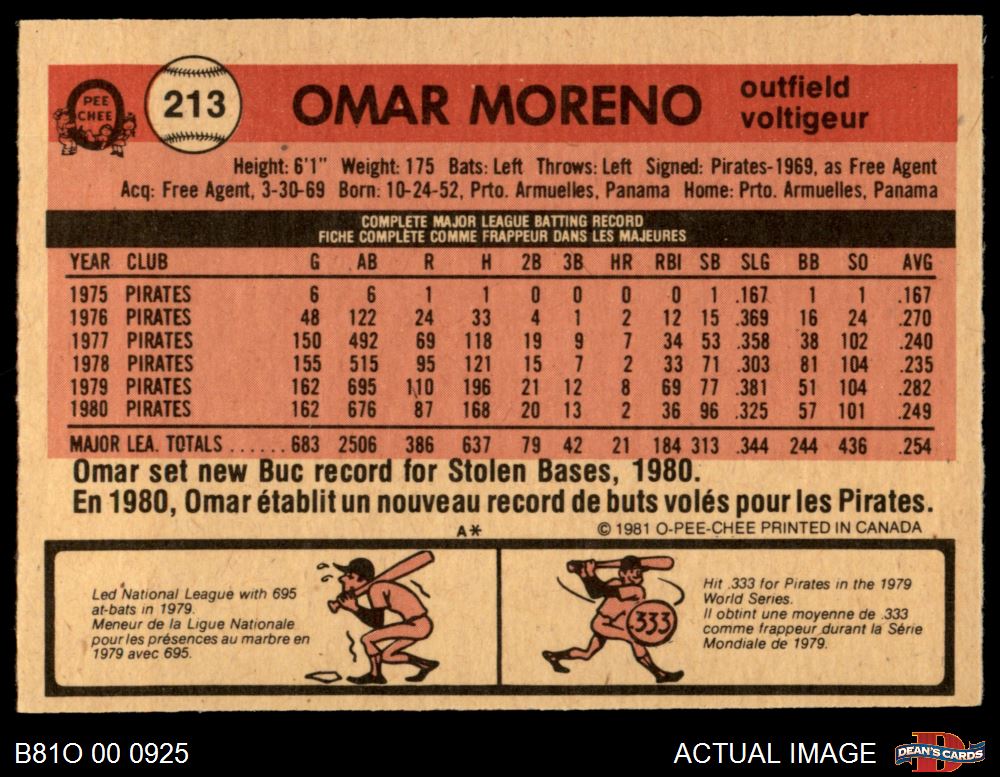 O
PEE
CHEE
213
OMAR MORENO
outfield
voltigeur
Height: 6'1" Weight: 175 Bats: Left Throws: Left Signed: Pirates-1969, as Free Agent
Acq: Free Agent, 3-30-69 Born: 10-24-52, Prto. Armuelles, Panama Home: Prto. Armuelles, Panama
COMPLETE MAJOR LEAGUE BATTING RECORD
FICHE COMPLÈTE COMME FRAPPEUR DANS LES MAJEURES
YEAR CLUB G AB R H 2B 3B HR RBI SB SLG BB SO AVG
1975 PIRATES 6 6 1 1 0 0 0 0 1 .167 1 1 .167
1976 PIRATES 48 122 24 33 4 1 2 12 15 .369 16 24 .270
1977 PIRATES 150 492 69 118 19 9 7 34 53 .358 38 102 .240
1978 PIRATES 155 515 95 121 15 7 2 33 71 .303 81 104 .235
1979 PIRATES 162 695 110 196 21 12 8 69 77 .381 51 104 .282
1980 PIRATES 162 676 87 168 20 13 2 36 96 .325 57 101 .249
MAJOR LEA. TOTALS ...... 683 2506 386 637 79 42 21 184 313 .344 244 436 .254
Omar set new Buc record for Stolen Bases, 1980.
En 1980, Omar établit un nouveau record de buts volés pour les Pirates.
A* © 1981 O-PEE-CHEE PRINTED IN CANADA
Led National League with 695
at-bats in 1979.
Meneur de la Ligue Nationale
pour les présences au marbre en
1979 avec 695.
.333
Hit .333 for Pirates in the 1979
World Series.
Il obtint une moyenne de .333
comme frappeur durant la Série
Mondiale de 1979.
B81O 00 0925
ACTUAL IMAGE
DEAN'S CARDS